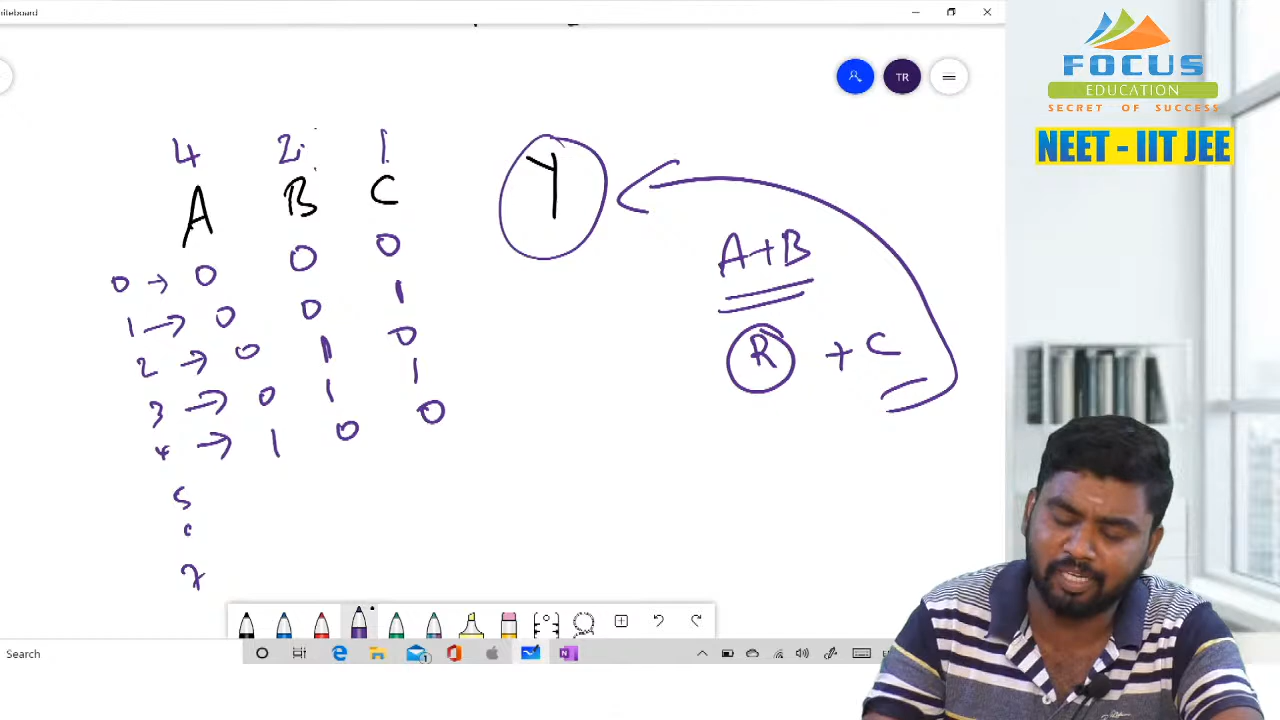 iteboard
TR
FOCUS
EDUCATION
SECRET OF SUCCESS
NEET - IIT JEE
4 2 1
A B C Y
0 → 0 0 0
1 → 0 0 1
2 → 0 1 0
3 → 0 1 1
4 → 1 0 0
5
7
A+B
R + C
Search